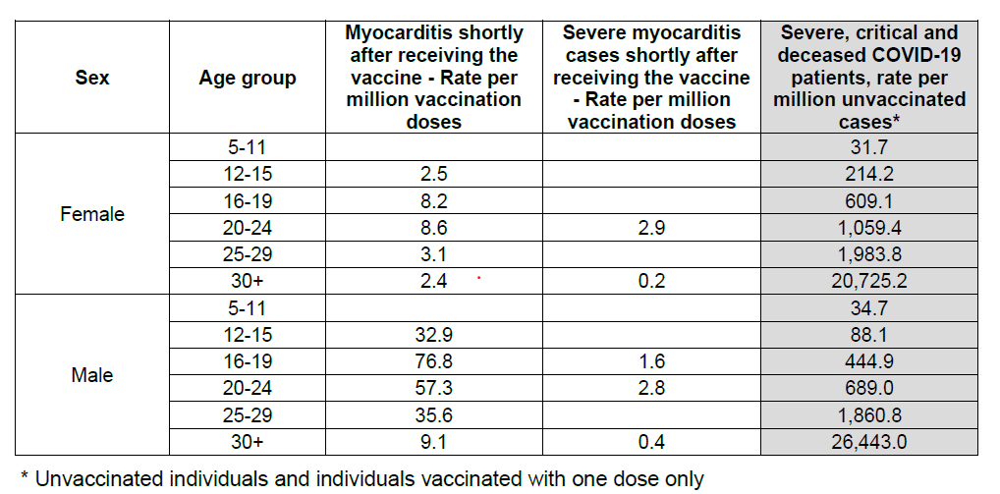 Sex
Age group
Myocarditis shortly
after receiving the
vaccine - Rate per
million vaccination
doses
Severe myocarditis
cases shortly after
receiving the vaccine
- Rate per million
vaccination doses
Severe, critical and
deceased COVID-19
patients, rate per
million unvaccinated
cases*
Female
5-11 31.7
12-15 2.5 214.2
16-19 8.2 609.1
20-24 8.6 2.9 1,059.4
25-29 3.1 1,983.8
30+ 2.4 0.2 20,725.2
Male
5-11 34.7
12-15 32.9 88.1
16-19 76.8 1.6 444.9
20-24 57.3 2.8 689.0
25-29 35.6 1,860.8
30+ 9.1 0.4 26,443.0
* Unvaccinated individuals and individuals vaccinated with one dose only